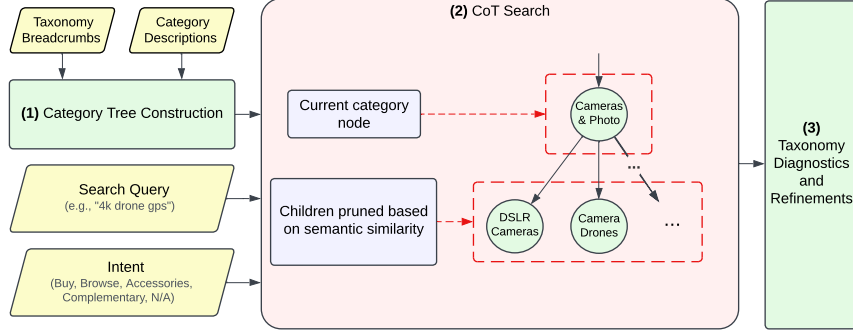 Taxonomy
Breadcrumbs
Category
Descriptions
(1) Category Tree Construction
Search Query
(e.g., "4k drone gps")
Intent
(Buy, Browse, Accessories,
Complementary, N/A)
(2) CoT Search
Current category
node
Cameras
& Photo
...
Children pruned based
on semantic similarity
DSLR
Cameras
Camera
Drones
...
(3)
Taxonomy
Diagnostics
and
Refinements